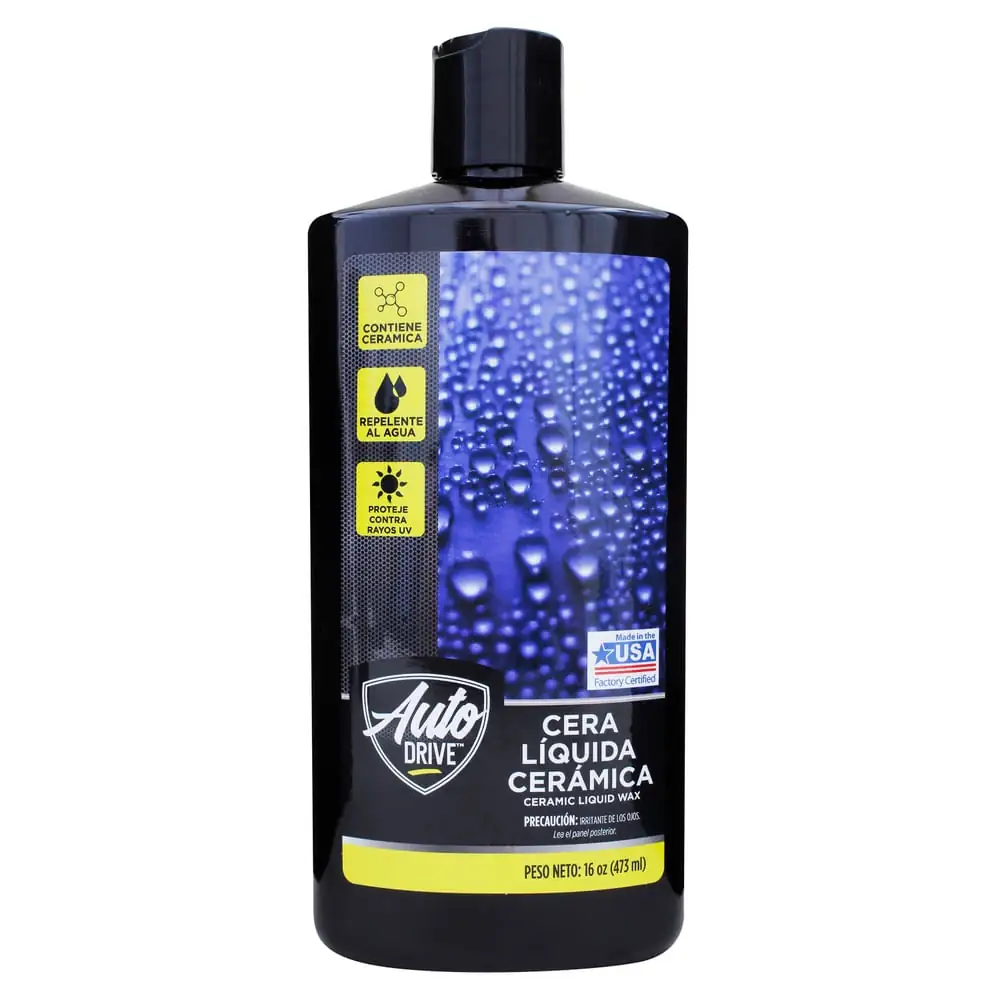 CONTIENE
CERAMICA
REPELENTE
AL AGUA
PROTEJE
CONTRA
RAYOS UV
Made in the
USA
Factory Certified
Auto
DRIVE™
CERA
LÍQUIDA
CERÁMICA
CERAMIC LIQUID WAX
PRECAUCIÓN: IRRITANTE DE LOS OJOS.
Lea el panel posterior.
PESO NETO: 16 oz (473 ml)